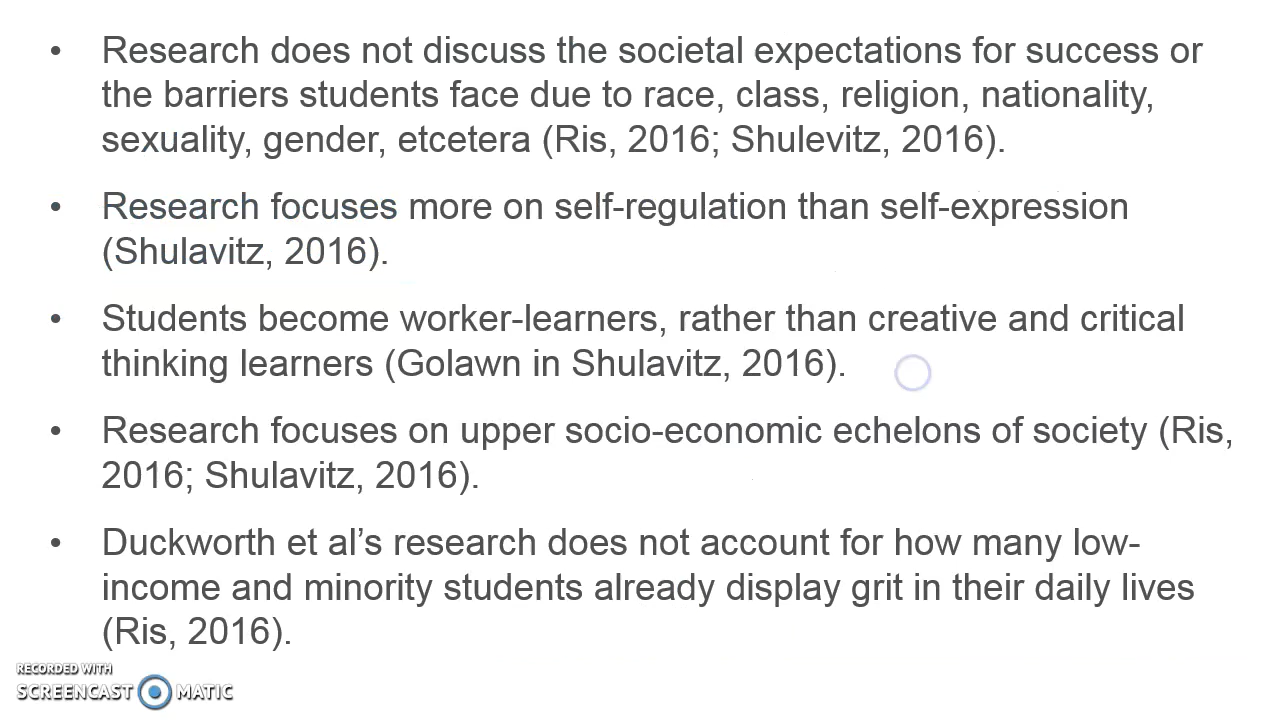 • Research does not discuss the societal expectations for success or
the barriers students face due to race, class, religion, nationality,
sexuality, gender, etcetera (Ris, 2016; Shulevitz, 2016).
• Research focuses more on self-regulation than self-expression
(Shulavitz, 2016).
• Students become worker-learners, rather than creative and critical
thinking learners (Golawn in Shulavitz, 2016).
• Research focuses on upper socio-economic echelons of society (Ris,
2016; Shulavitz, 2016).
• Duckworth et al’s research does not account for how many low-
income and minority students already display grit in their daily lives
(Ris, 2016).
RECORDED WITH
SCREENCAST MATIC